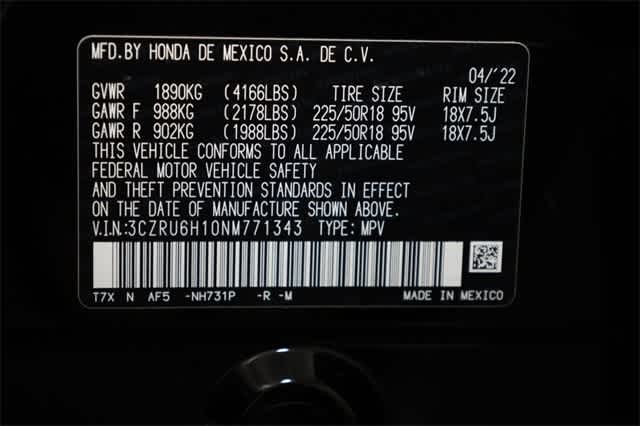 MFD.BY HONDA DE MEXICO S.A. DE C.V.
04/'22
GVWR 1890KG (4166LBS) TIRE SIZE RIM SIZE
GAWR F 988KG (2178LBS) 225/50R18 95V 18X7.5J
GAWR R 902KG (1988LBS) 225/50R18 95V 18X7.5J
THIS VEHICLE CONFORMS TO ALL APPLICABLE
FEDERAL MOTOR VEHICLE SAFETY
AND THEFT PREVENTION STANDARDS IN EFFECT
ON THE DATE OF MANUFACTURE SHOWN ABOVE.
V.I.N.:3CZRU6H10NM771343 TYPE: MPV
T7X N AF5 -NH731P -R -M MADE IN MEXICO